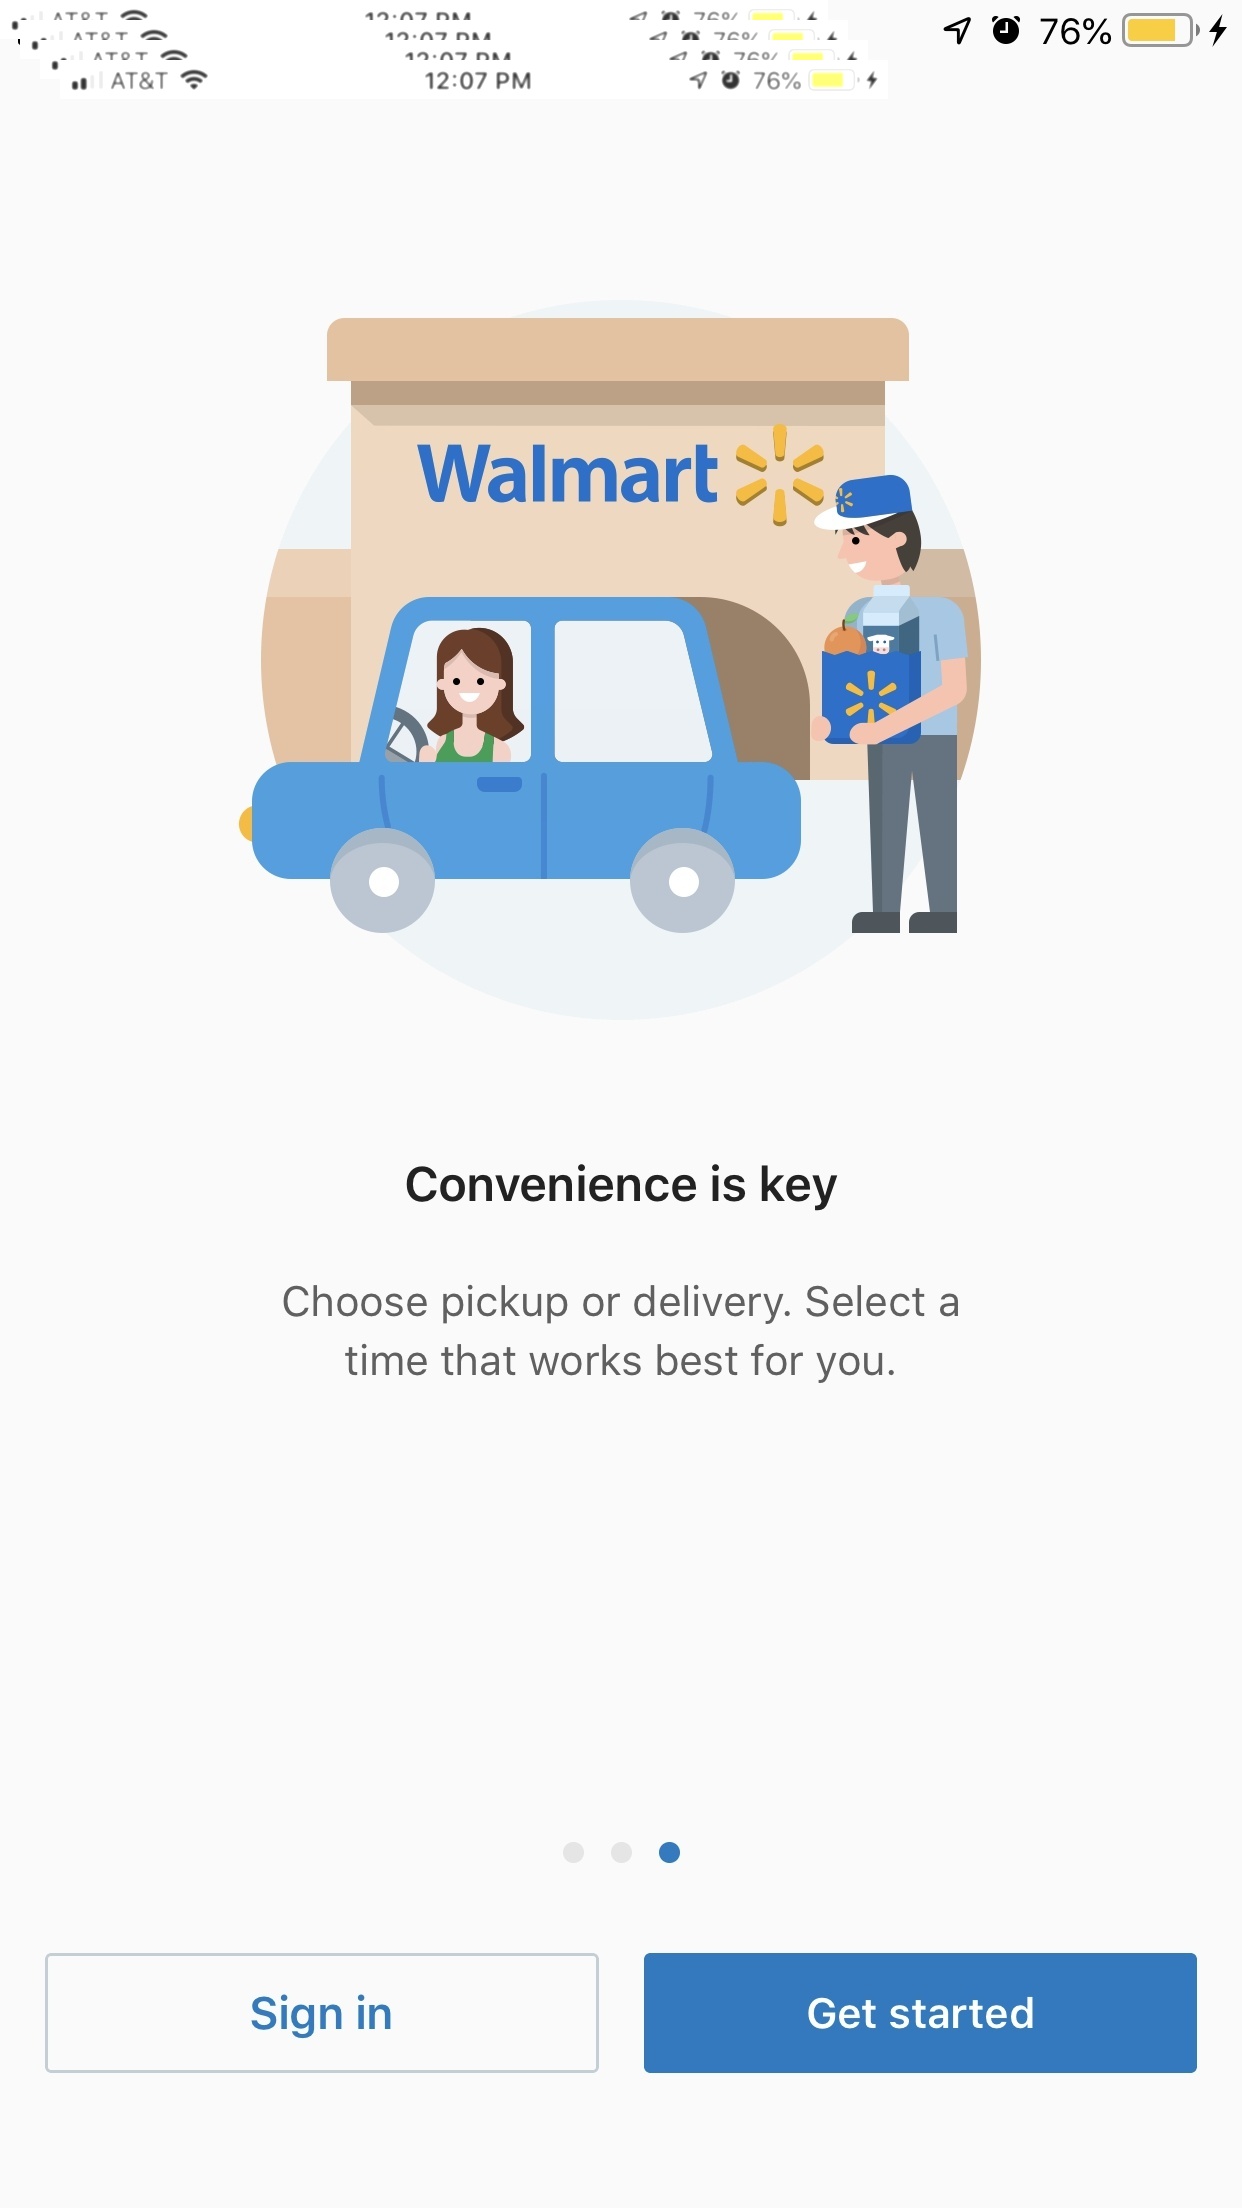 12:07 PM 76%
AT&T 12:07 PM 76%
AT&T 12:07 PM 76%
AT&T 12:07 PM 76%
76%
Walmart
Convenience is key
Choose pickup or delivery. Select a
time that works best for you.
Sign in
Get started